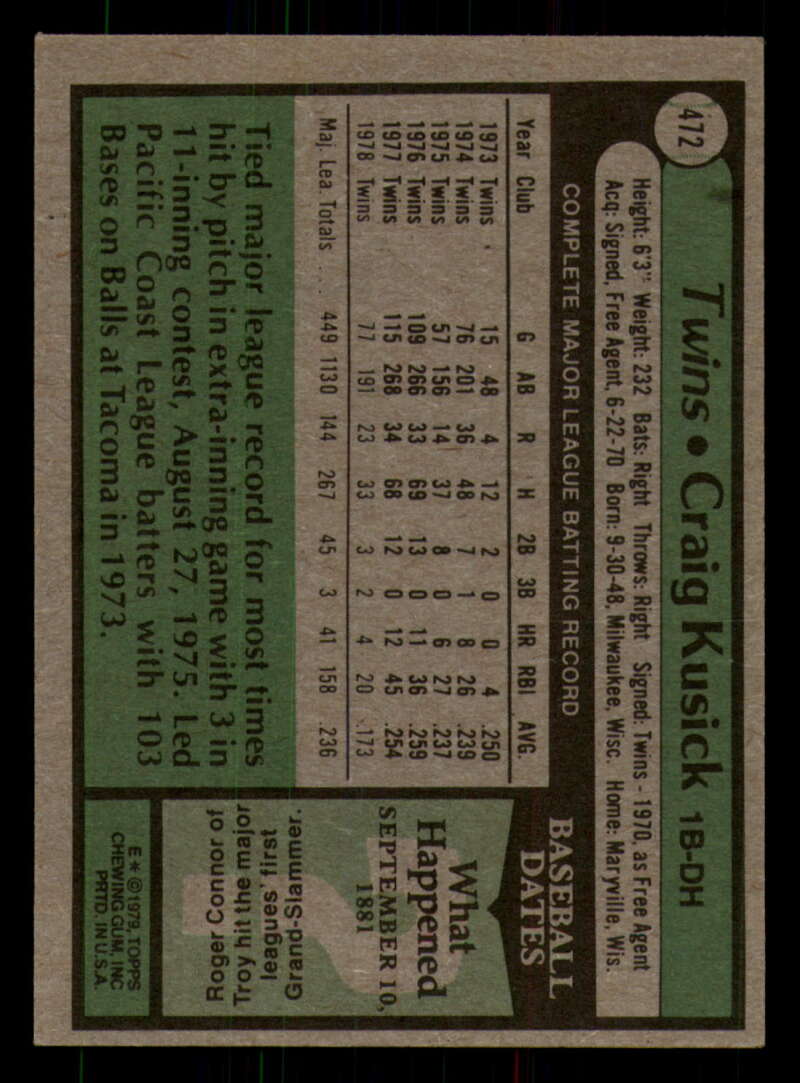 472
Twins • Craig Kusick 1B-DH
Height: 6'3" Weight: 232 Bats: Right Throws: Right Signed: Twins - 1970, as Free Agent
Acq: Signed, Free Agent, 6-22-70 Born: 9-30-48, Milwaukee, Wisc. Home: Maryville, Wis.
COMPLETE MAJOR LEAGUE BATTING RECORD
Year Club G AB R H 2B 3B HR RBI AVG.
1973 Twins 15 48 4 12 2 0 0 4 .250
1974 Twins 76 201 36 48 7 1 8 26 .239
1975 Twins 57 156 14 37 8 0 6 27 .237
1976 Twins 109 266 33 69 13 0 11 36 .259
1977 Twins 115 268 34 68 12 0 12 45 .254
1978 Twins 77 191 23 33 3 2 4 20 .173
Maj. Lea. Totals .... 449 1130 144 267 45 3 41 158 .236
Tied major league record for most times
hit by pitch in extra-inning game with 3 in
11-inning contest, August 27, 1975. Led
Pacific Coast League batters with 103
Bases on Balls at Tacoma in 1973.
BASEBALL
DATES
What
Happened
SEPTEMBER 10,
1881
Roger Connor of
Troy hit the major
leagues' first
Grand-Slammer.
E✱ © 1979, TOPPS
CHEWING GUM, INC
PRTD. IN U.S.A.